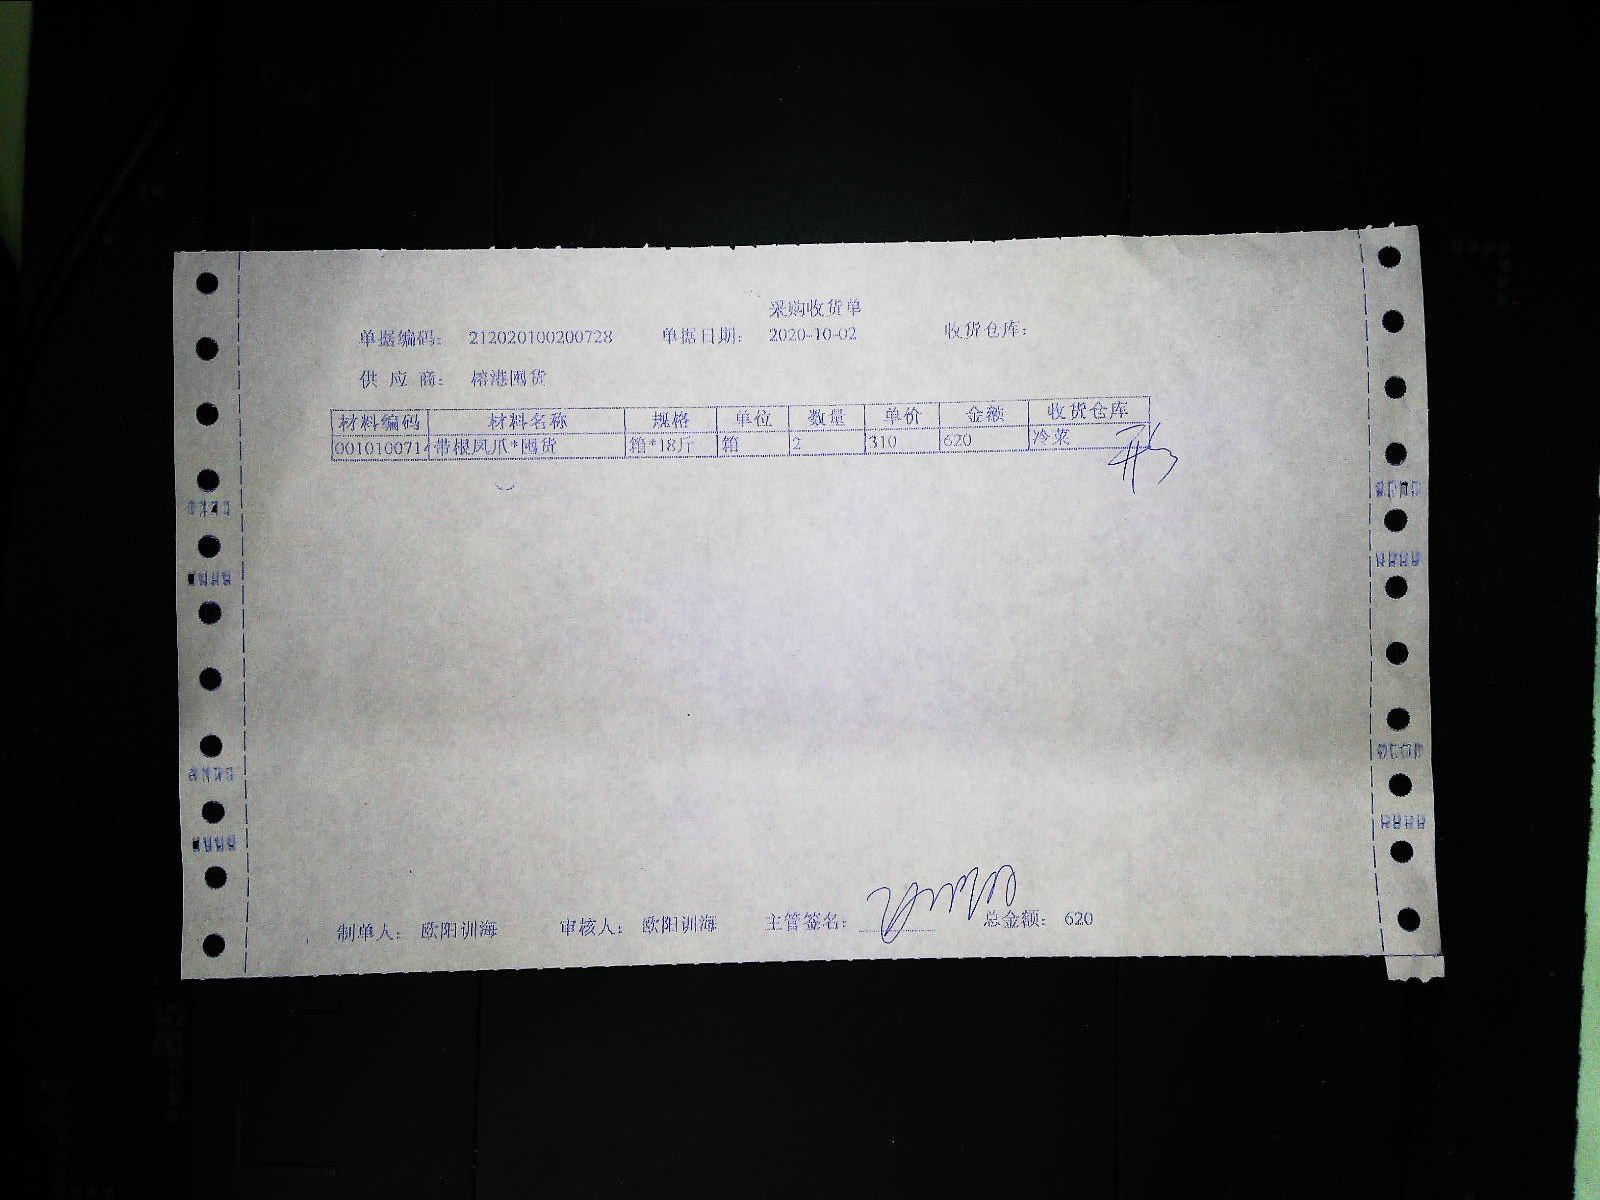 采购收货单
单据编码: 212020100200728 单据日期: 2020-10-02 收货仓库:
供 应 商: 榕港囤货
材料编码 材料名称 规格 单位 数量 单价 金额 收货仓库
0010100714 带根凤爪*囤货 箱*18斤 箱 2 310 620 冷菜
制单人: 欧阳训海 审核人: 欧阳训海 主管签名: 总金额: 620